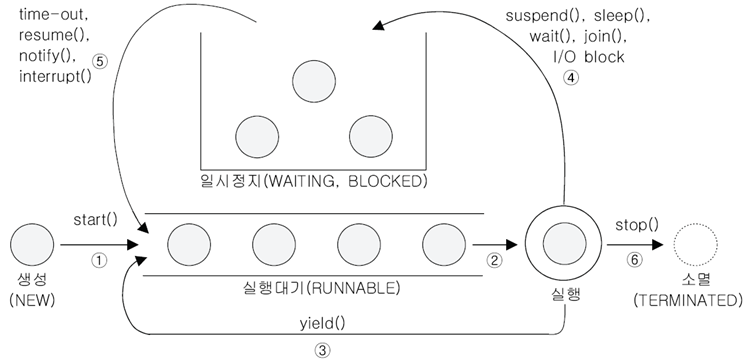 time-out,
resume(),
notify(),
interrupt()
⑤
suspend(), sleep(),
wait(), join(),
I/O block
④
일시정지(WAITING, BLOCKED)
start()
①
생성
(NEW)
실행대기(RUNNABLE)
②
실행
stop()
⑥
소멸
(TERMINATED)
yield()
③